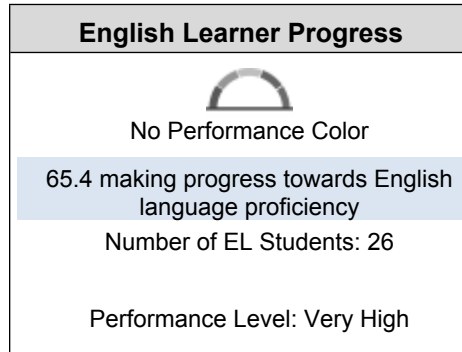 English Learner Progress
No Performance Color
65.4 making progress towards English
language proficiency
Number of EL Students: 26
Performance Level: Very High